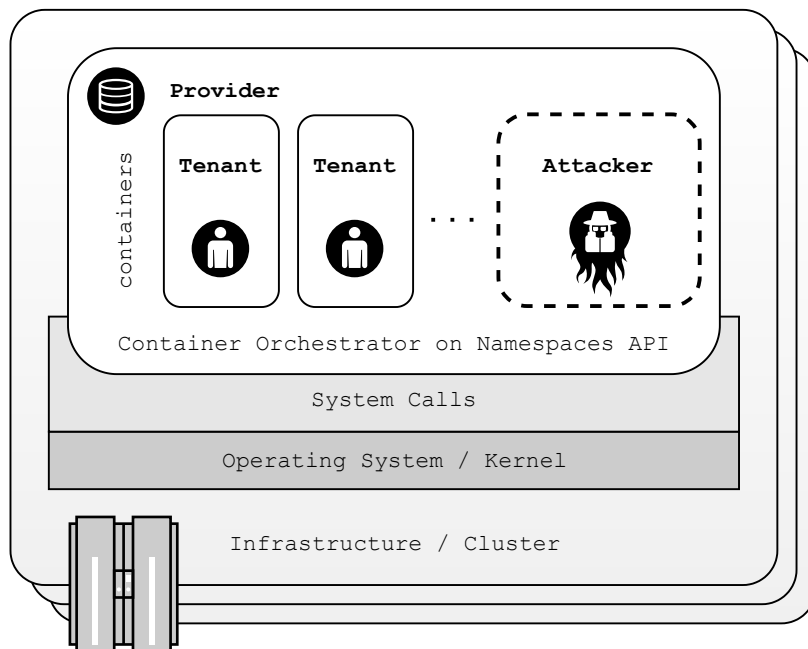 Provider
containers
Tenant
Tenant
...
Attacker
Container Orchestrator on Namespaces API
System Calls
Operating System / Kernel
Infrastructure / Cluster